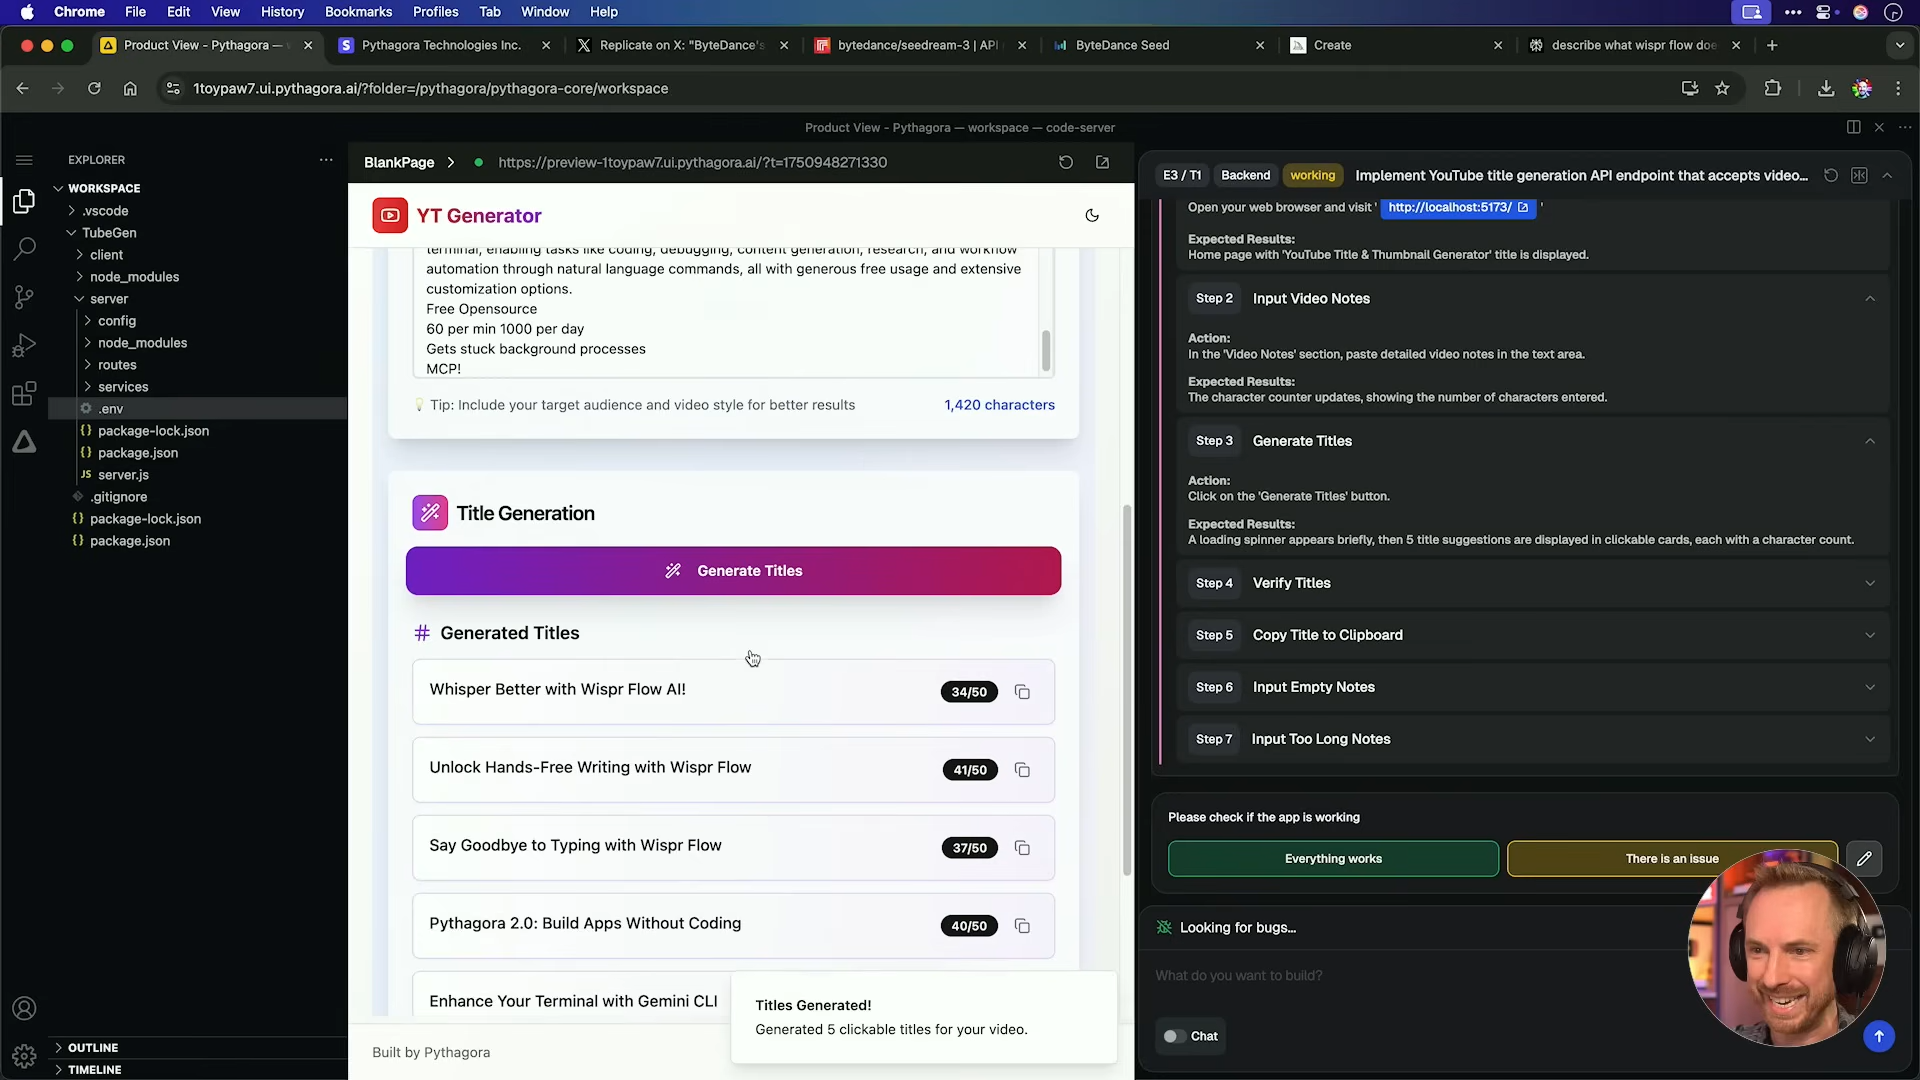 Chrome File Edit View History Bookmarks Profiles Tab Window Help
Product View - Pythagora —
Pythagora Technologies Inc.
Replicate on X: "ByteDance's
bytedance/seedream-3 | API
ByteDance Seed
Create
describe what wispr flow doe
1toypaw7.ui.pythagora.ai/?folder=/pythagora/pythagora-core/workspace
Product View - Pythagora — workspace — code-server
EXPLORER
WORKSPACE
.vscode
TubeGen
client
node_modules
server
config
node_modules
routes
services
.env
package-lock.json
package.json
JS server.js
.gitignore
package-lock.json
package.json
OUTLINE
TIMELINE
BlankPage
https://preview-1toypaw7.ui.pythagora.ai/?t=1750948271330
YT Generator
terminal, enabling tasks like coding, debugging, content generation, research, and workflow
automation through natural language commands, all with generous free usage and extensive
customization options.
Free Opensource
60 per min 1000 per day
Gets stuck background processes
MCP!
Tip: Include your target audience and video style for better results
1,420 characters
Title Generation
Generate Titles
# Generated Titles
Whisper Better with Wispr Flow AI!
34/50
Unlock Hands-Free Writing with Wispr Flow
41/50
Say Goodbye to Typing with Wispr Flow
37/50
Pythagora 2.0: Build Apps Without Coding
40/50
Enhance Your Terminal with Gemini CLI
Titles Generated!
Generated 5 clickable titles for your video.
Built by Pythagora
E3 / T1 Backend working Implement YouTube title generation API endpoint that accepts video...
Open your web browser and visit ' http://localhost:5173/ '
Expected Results:
Home page with 'YouTube Title & Thumbnail Generator' title is displayed.
Step 2 Input Video Notes
Action:
In the 'Video Notes' section, paste detailed video notes in the text area.
Expected Results:
The character counter updates, showing the number of characters entered.
Step 3 Generate Titles
Action:
Click on the 'Generate Titles' button.
Expected Results:
A loading spinner appears briefly, then 5 title suggestions are displayed in clickable cards, each with a character count.
Step 4 Verify Titles
Step 5 Copy Title to Clipboard
Step 6 Input Empty Notes
Step 7 Input Too Long Notes
Please check if the app is working
Everything works
There is an issue
Looking for bugs...
What do you want to build?
Chat